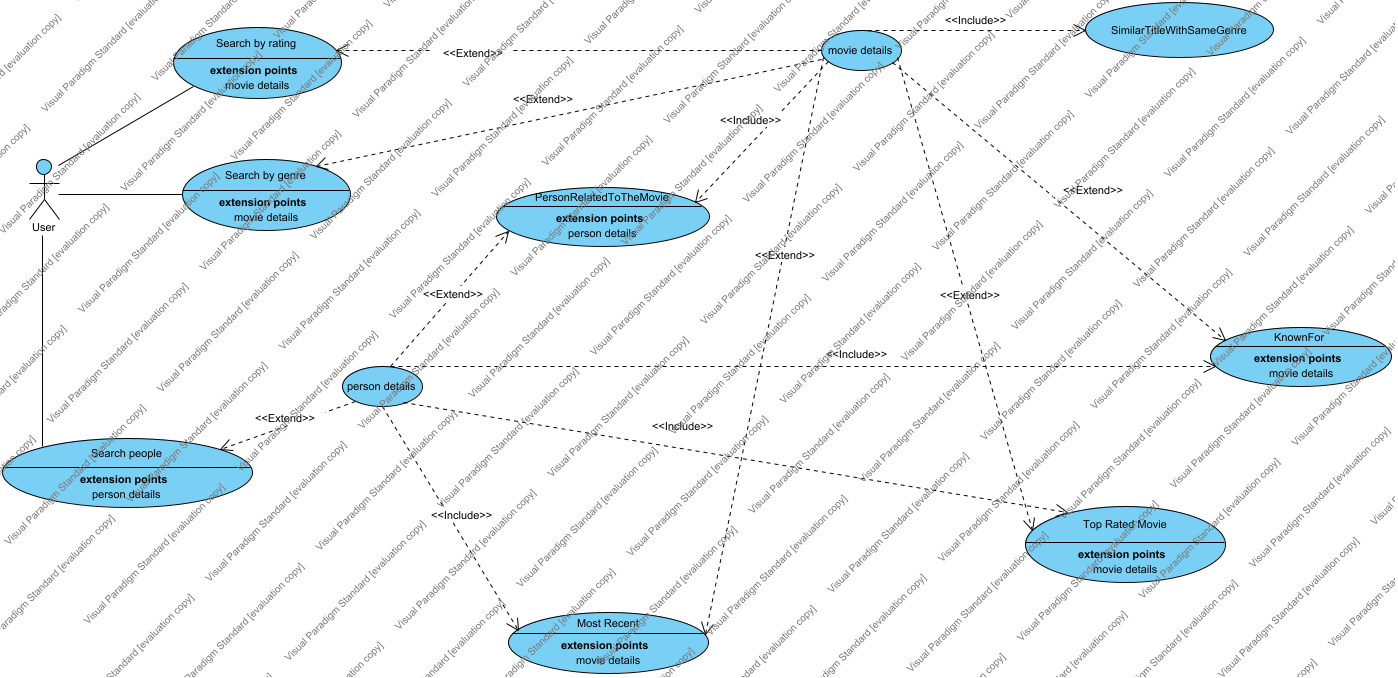 <<Include>>
SimilarTitleWithSameGenre
Search by rating
extension points
movie details
<<Extend>>
movie details
<<Extend>>
<<Include>>
Search by genre
extension points
movie details
User
PersonRelatedToTheMovie
extension points
person details
<<Extend>>
<<Extend>>
<<Extend>>
<<Extend>>
KnownFor
extension points
movie details
<<Include>>
person details
<<Extend>>
<<Include>>
Search people
extension points
person details
<<Include>>
Top Rated Movie
extension points
movie details
Most Recent
extension points
movie details
Visual Paradigm Standard [evaluation copy]